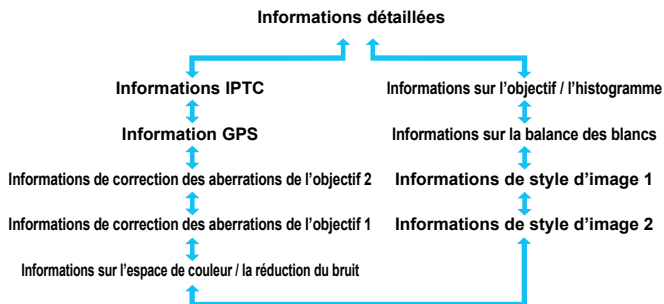 Informations détaillées
Informations IPTC
Informations sur l'objectif / l'histogramme
Information GPS
Informations sur la balance des blancs
Informations de correction des aberrations de l'objectif 2
Informations de style d'image 1
Informations de correction des aberrations de l'objectif 1
Informations de style d'image 2
Informations sur l'espace de couleur / la réduction du bruit